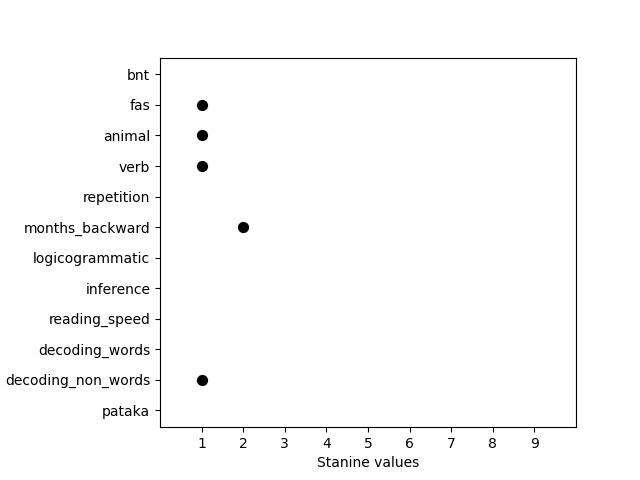 bnt
fas
animal
verb
repetition
months_backward
logicogrammatic
inference
reading_speed
decoding_words
decoding_non_words
pataka
1 2 3 4 5 6 7 8 9
Stanine values